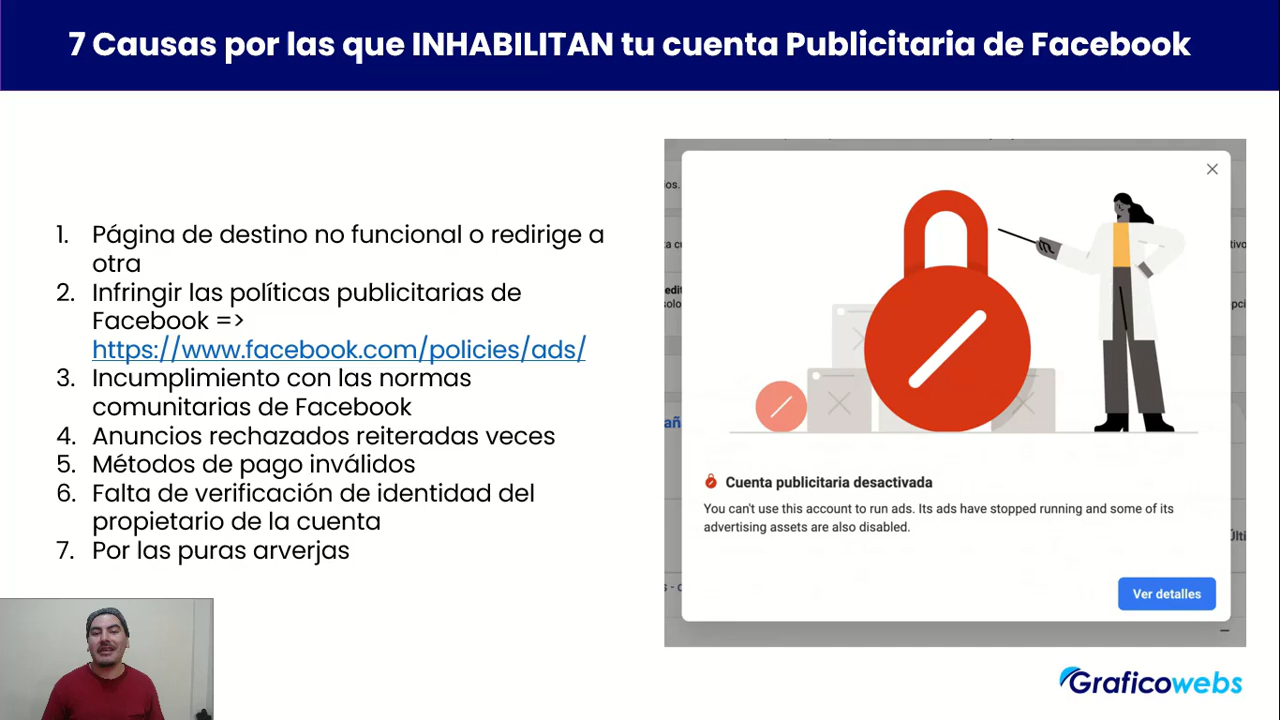 7 Causas por las que INHABILITAN tu cuenta Publicitaria de Facebook
1. Página de destino no funcional o redirige a
otra
2. Infringir las políticas publicitarias de
Facebook =>
https://www.facebook.com/policies/ads/
3. Incumplimiento con las normas
comunitarias de Facebook
4. Anuncios rechazados reiteradas veces
5. Métodos de pago inválidos
6. Falta de verificación de identidad del
propietario de la cuenta
7. Por las puras arverjas
Cuenta publicitaria desactivada
You can't use this account to run ads. Its ads have stopped running and some of its
advertising assets are also disabled.
Ver detalles
Graficowebs